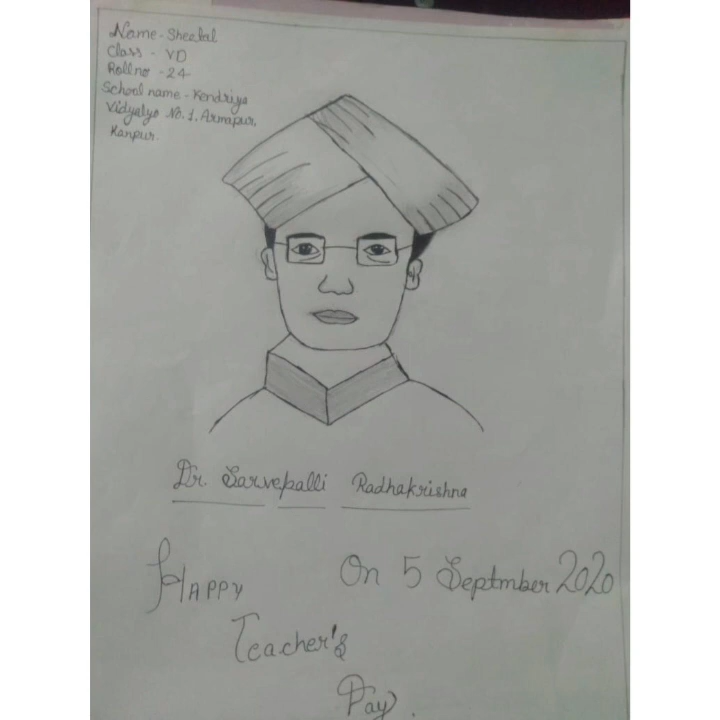 Name - Sheetal
Class - VD
Roll no - 24
School name - Kendriya
Vidyalyo No. 1, Armapur,
Kanpur.
Dr. Sarvepalli Radhakrishna
Happy On 5 Septmber 2020
Teacher's
Day.